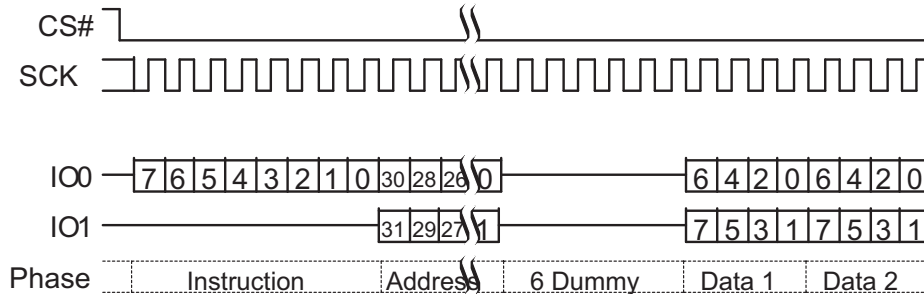 CS#
SCK
IO0 7 6 5 4 3 2 1 0 30 28 26 0 6 4 2 0 6 4 2 0
IO1 31 29 27 1 7 5 3 1 7 5 3 1
Phase Instruction Address 6 Dummy Data 1 Data 2